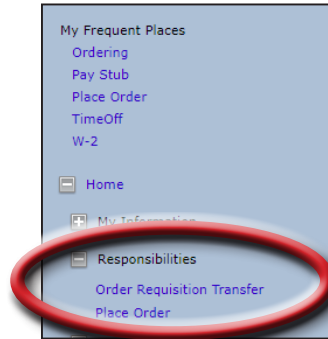 My Frequent Places
Ordering
Pay Stub
Place Order
TimeOff
W-2
Home
My Information
Responsibilities
Order Requisition Transfer
Place Order